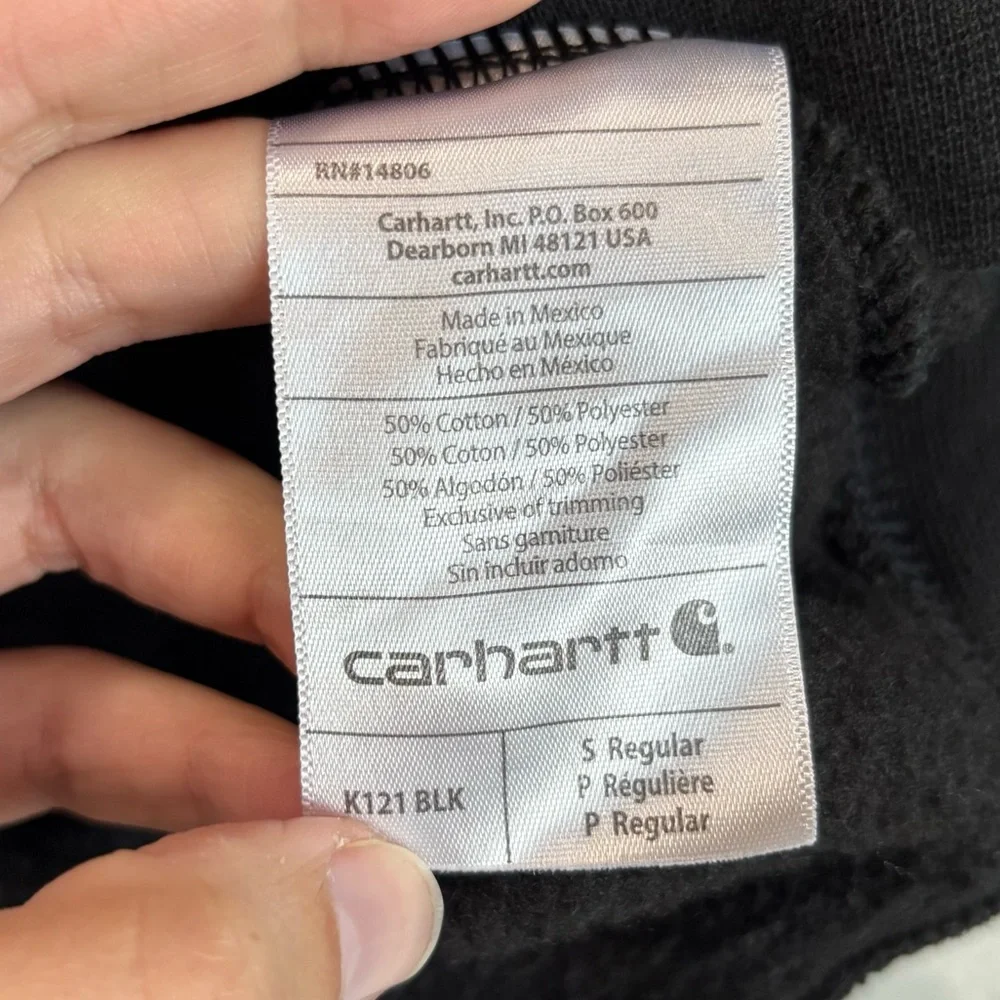 RN#14806
Carhartt, Inc. P.O. Box 600
Dearborn MI 48121 USA
carhartt.com
Made in Mexico
Fabriqué au Mexique
Hecho en México
50% Cotton / 50% Polyester
50% Coton / 50% Polyester
50% Algodón / 50% Poliéster
Exclusive of trimming
Sans garniture
Sin incluir adorno
carhartt
K121 BLK
S Regular
P Régulière
P Regular